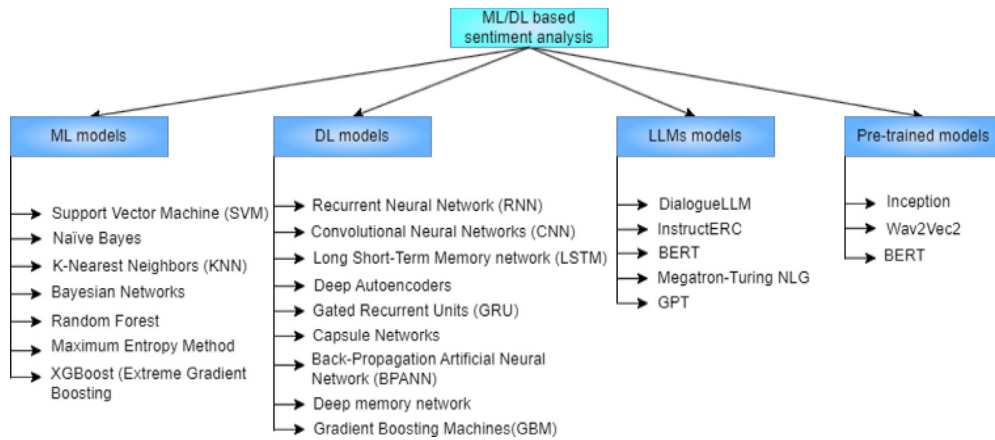 ML/DL based
sentiment analysis
ML models
DL models
LLMs models
Pre-trained models
Support Vector Machine (SVM)
Naïve Bayes
K-Nearest Neighbors (KNN)
Bayesian Networks
Random Forest
Maximum Entropy Method
XGBoost (Extreme Gradient
Boosting
Recurrent Neural Network (RNN)
Convolutional Neural Networks (CNN)
Long Short-Term Memory network (LSTM)
Deep Autoencoders
Gated Recurrent Units (GRU)
Capsule Networks
Back-Propagation Artificial Neural
Network (BPANN)
Deep memory network
Gradient Boosting Machines(GBM)
DialogueLLM
InstructERC
BERT
Megatron-Turing NLG
GPT
Inception
Wav2Vec2
BERT